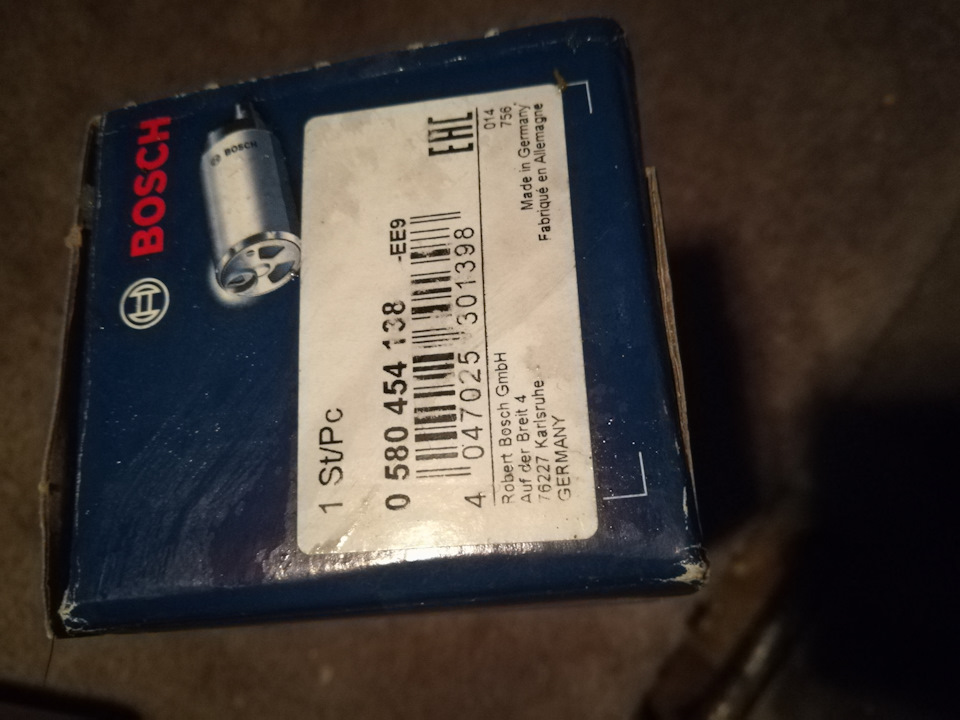 BOSCH
BOSCH
1 St/Pc
0 580 454 138 -EE9
4 047025 301398
EAC
014
756
Robert Bosch GmbH
Auf der Breit 4
76227 Karlsruhe
GERMANY
Made in Germany
Fabriqué en Allemagne